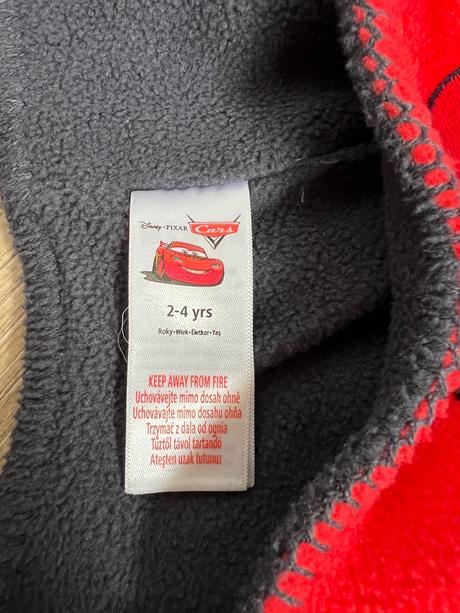 Disney • PIXAR Cars
2-4 yrs
Roky•Wiek•Életkor•Yaş
KEEP AWAY FROM FIRE
Uchovávejte mimo dosah ohně
Uchovávajte mimo dosahu ohňa
Trzymać z dala od ognia
Tűztől távol tartandó
Ateşten uzak tutunuz